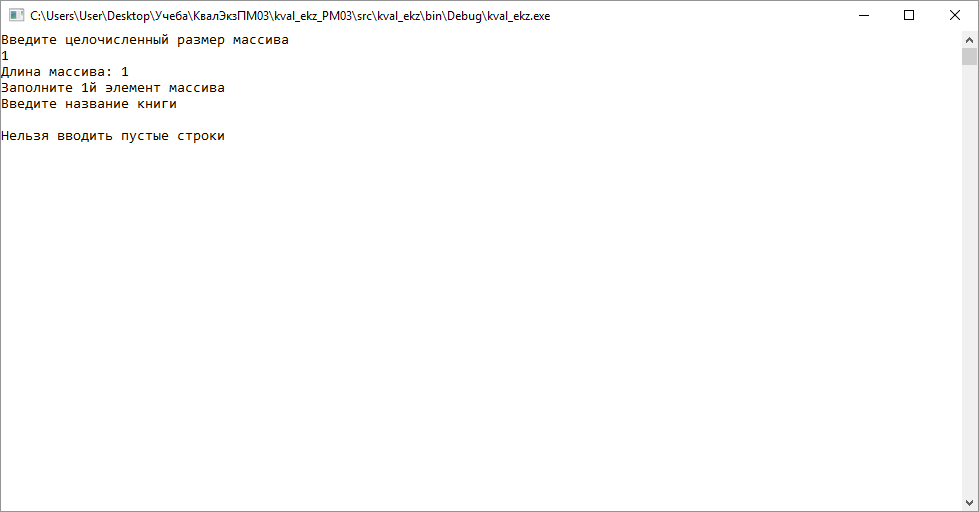 C:\Users\User\Desktop\Учеба\КвалЭкзПМ03\kval_ekz_PM03\src\kval_ekz\bin\Debug\kval_ekz.exe
Введите целочисленный размер массива
1
Длина массива: 1
Заполните 1й элемент массива
Введите название книги
Нельзя вводить пустые строки